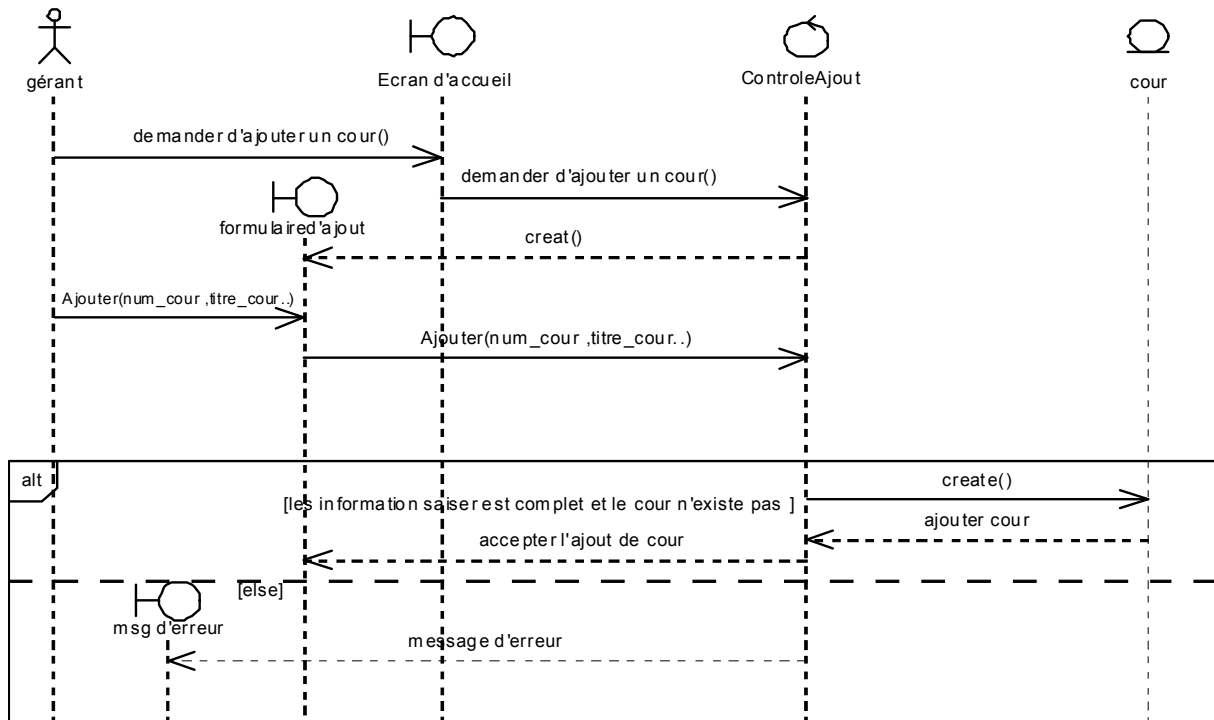 gérant
Ecran d'accueil
ControleAjout
cour
demander d'ajouter un cour()
demander d'ajouter un cour()
formulaired'ajout
creat()
Ajouter(num_cour ,titre_cour..)
Ajouter(num_cour ,titre_cour..)
alt
[les information saiser est complet et le cour n'existe pas ]
create()
ajouter cour
accepter l'ajout de cour
[else]
msg d'erreur
message d'erreur